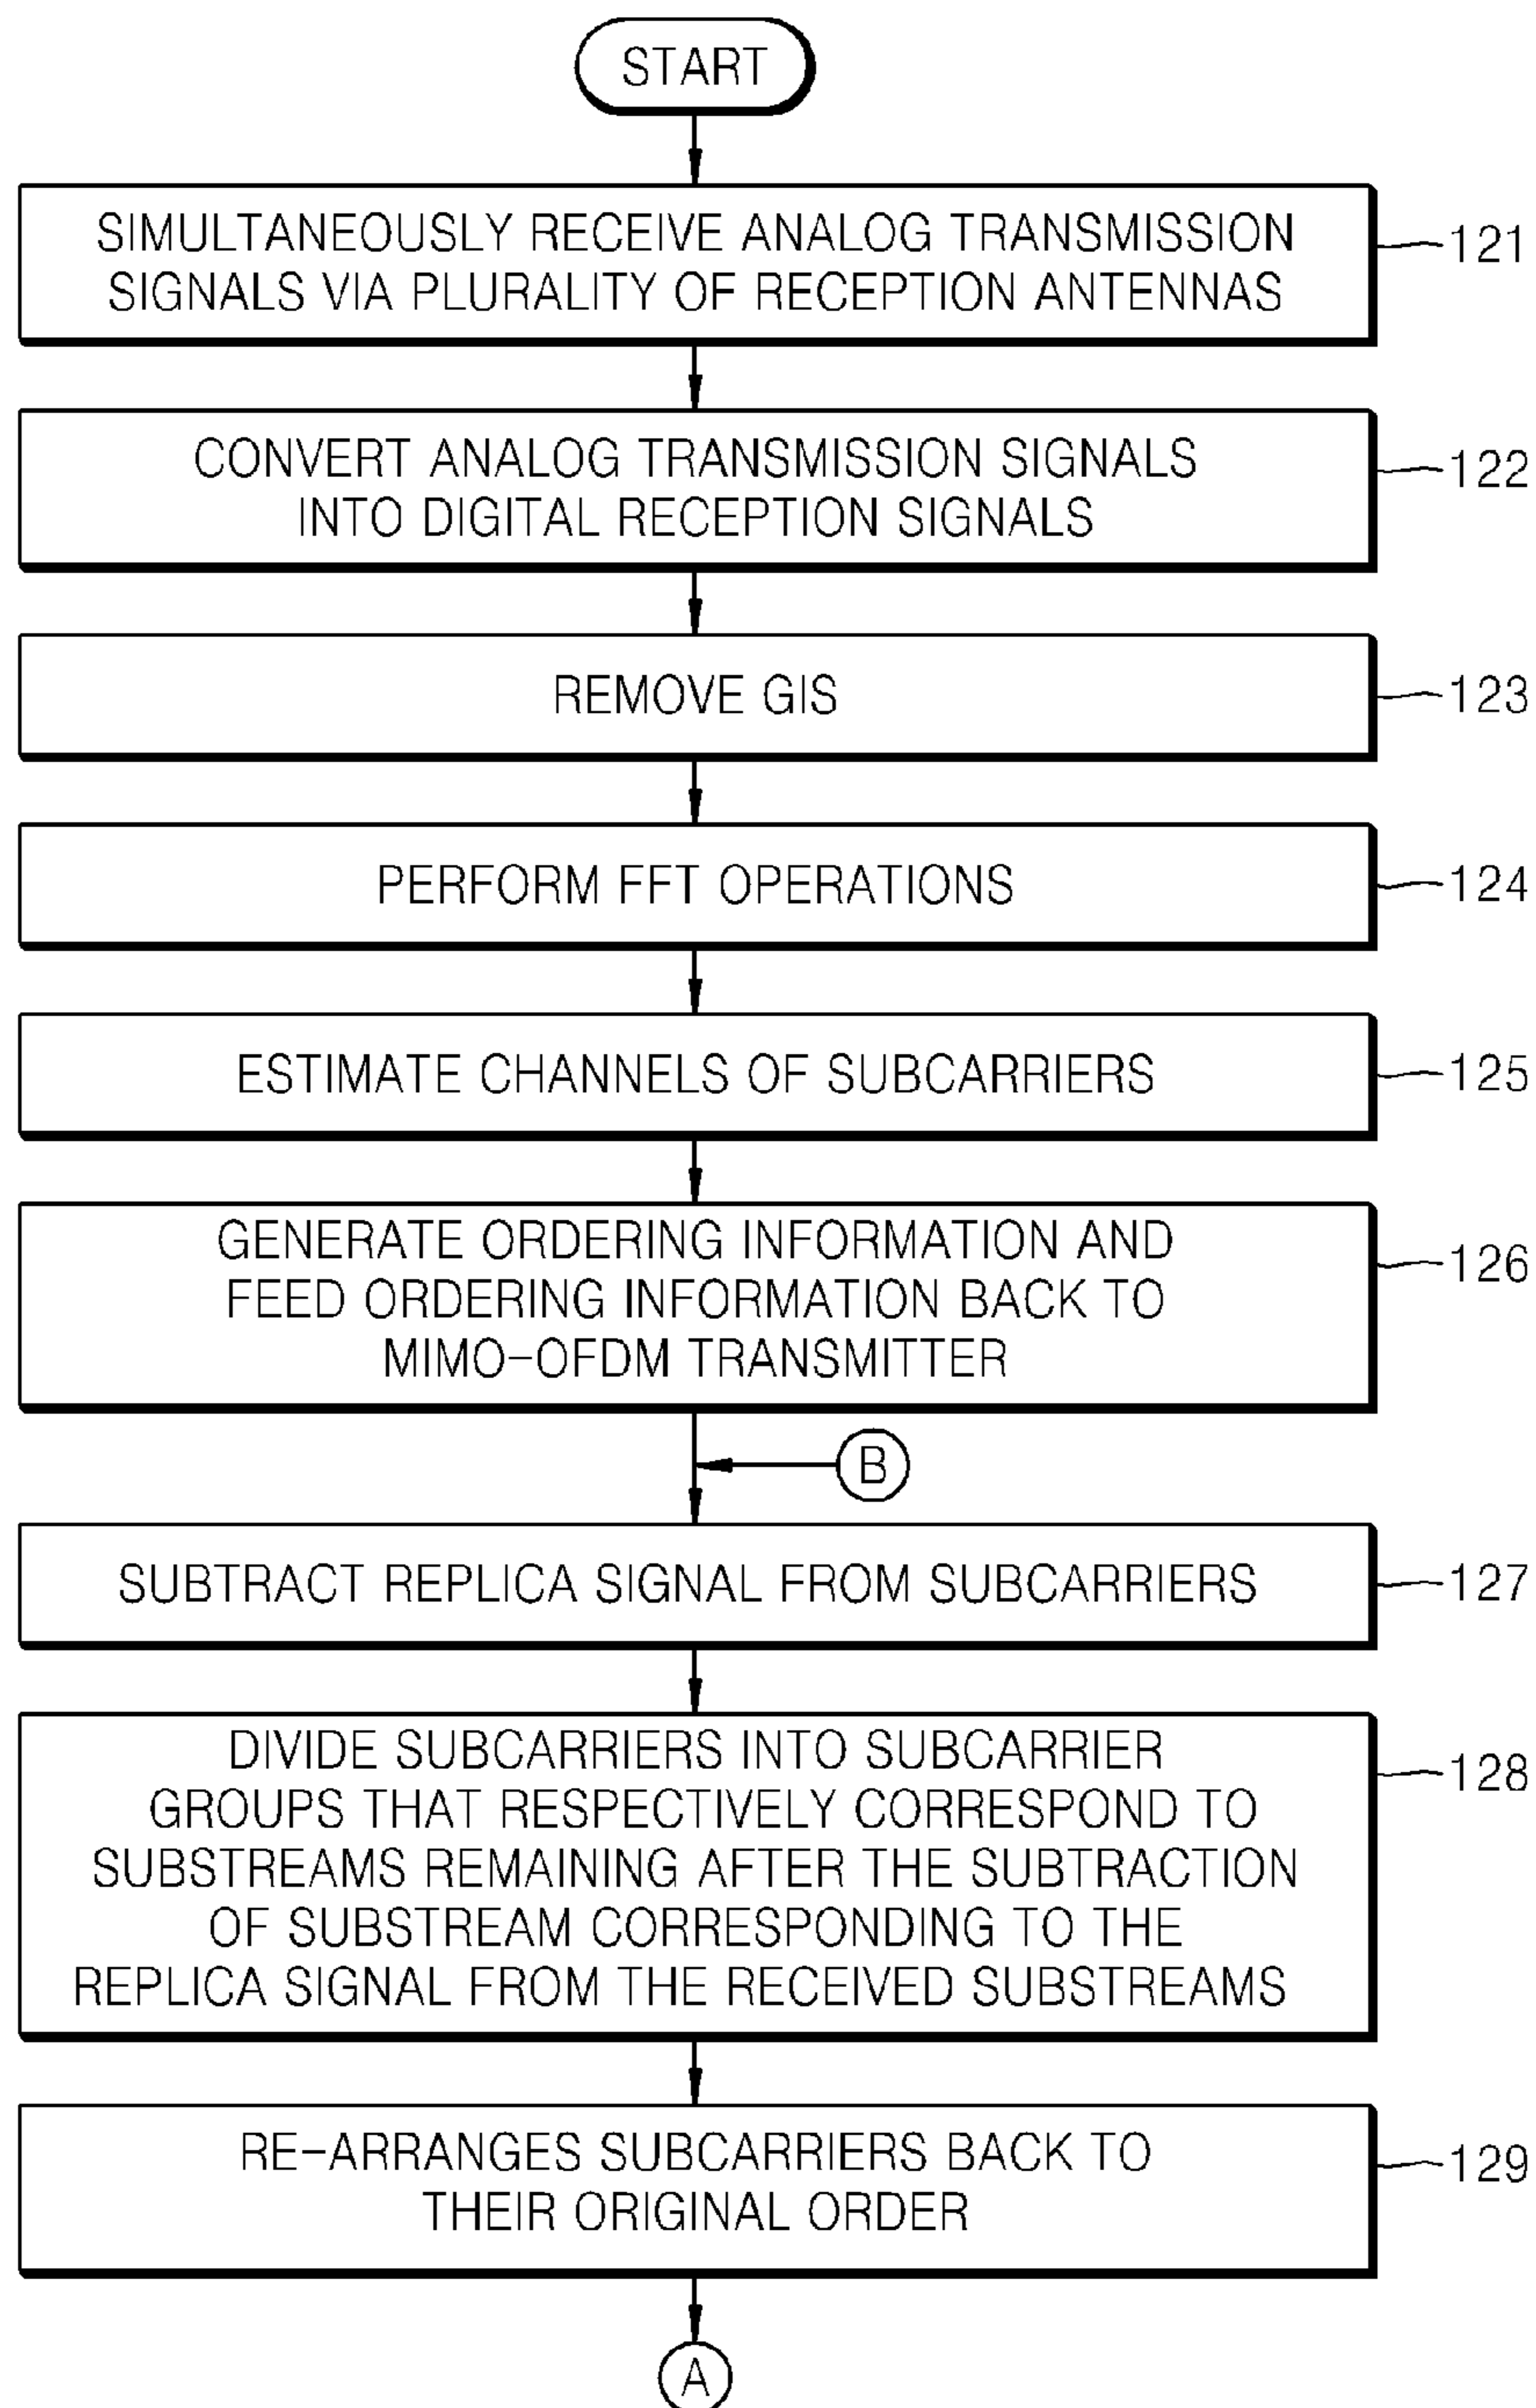 START
SIMULTANEOUSLY RECEIVE ANALOG TRANSMISSION
SIGNALS VIA PLURALITY OF RECEPTION ANTENNAS
121
CONVERT ANALOG TRANSMISSION SIGNALS
INTO DIGITAL RECEPTION SIGNALS
122
REMOVE GIS
123
PERFORM FFT OPERATIONS
124
ESTIMATE CHANNELS OF SUBCARRIERS
125
GENERATE ORDERING INFORMATION AND
FEED ORDERING INFORMATION BACK TO
MIMO-OFDM TRANSMITTER
126
B
SUBTRACT REPLICA SIGNAL FROM SUBCARRIERS
127
DIVIDE SUBCARRIERS INTO SUBCARRIER
GROUPS THAT RESPECTIVELY CORRESPOND TO
SUBSTREAMS REMAINING AFTER THE SUBTRACTION
OF SUBSTREAM CORRESPONDING TO THE
REPLICA SIGNAL FROM THE RECEIVED SUBSTREAMS
128
RE-ARRANGES SUBCARRIERS BACK TO
THEIR ORIGINAL ORDER
129
A